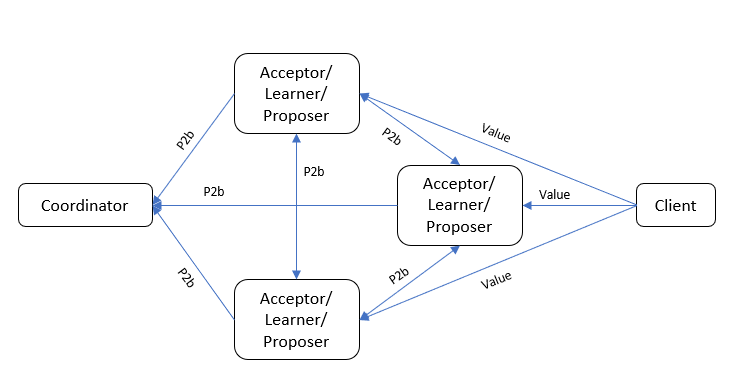 Acceptor/
Learner/
Proposer
P2b
P2b
Value
P2b
Acceptor/
Learner/
Proposer
Coordinator
P2b
Value
Client
P2b
P2b
Value
Acceptor/
Learner/
Proposer